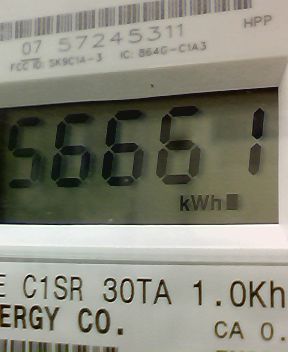 07 57245311
HPP
FCC ID: SK9C1A-3 IC: 864G-C1A3
56661
kWh
E C1SR 30TA 1.0Kh
ERGY CO.
CA 0.